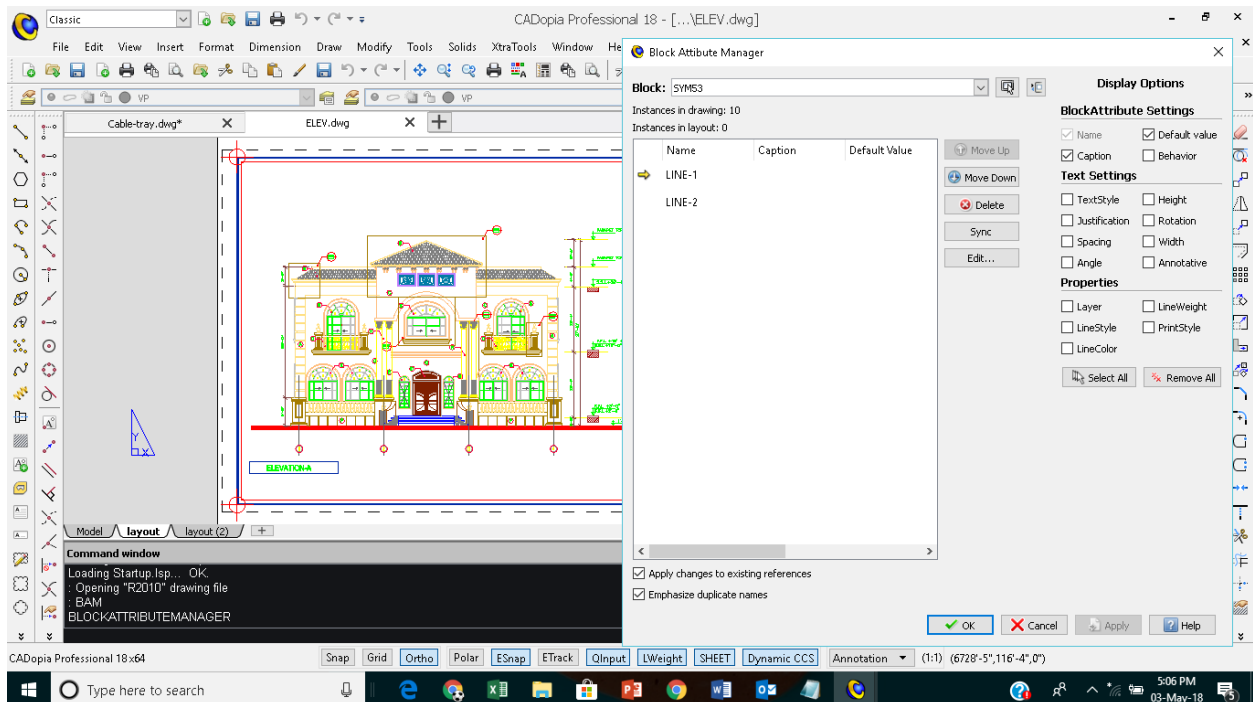 Classic
CADopia Professional 18 - [...\ELEV.dwg]
File Edit View Insert Format Dimension Draw Modify Tools Solids XtraTools Window He
VP VP
Cable-tray.dwg* ELEV.dwg
ELEVATION-A
Y
X
Model layout layout (2)
Command window
Loading Startup.lsp... OK.
: Opening "R2010" drawing file
: BAM
BLOCKATTRIBUTEMANAGER
Block Attibute Manager
Block: SYM53
Instances in drawing: 10
Instances in layout: 0
Name Caption Default Value
LINE-1
LINE-2
Move Up
Move Down
Delete
Sync
Edit...
Display Options
BlockAttribute Settings
Name Default value
Caption Behavior
Text Settings
TextStyle Height
Justification Rotation
Spacing Width
Angle Annotative
Properties
Layer LineWeight
LineStyle PrintStyle
LineColor
Select All Remove All
Apply changes to existing references
Emphasize duplicate names
OK Cancel Apply Help
CADopia Professional 18 x64 Snap Grid Ortho Polar ESnap ETrack QInput LWeight SHEET Dynamic CCS Annotation (1:1) (6728'-5",116'-4",0")
Type here to search
5:06 PM
03-May-18
5